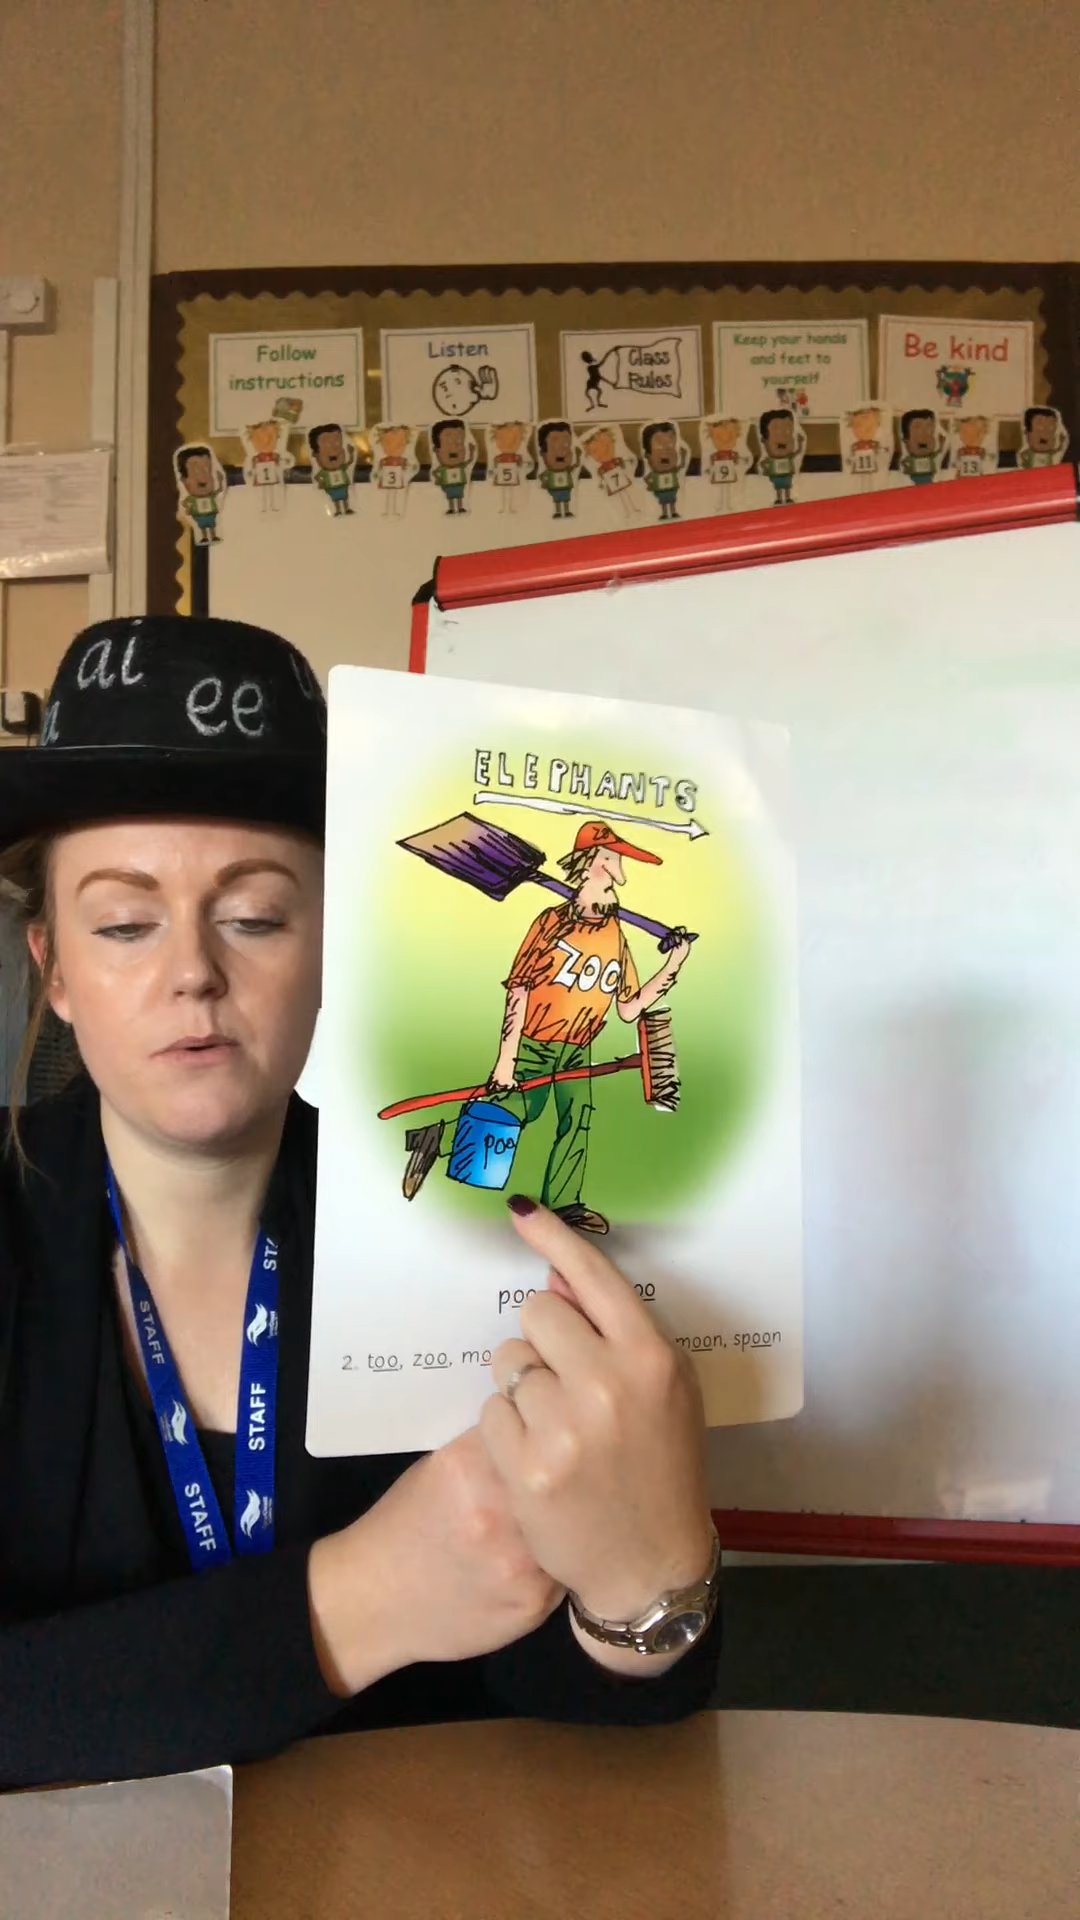 Follow
instructions
Listen
Class
Rules
Keep your hands
and feet to
yourself
Be kind
1
3
5
7
9
11
13
ai
ee
ELEPHANTS
ZOO
POO
2. too, zoo, moon, spoon
STAFF
STAFF
STAFF
STAFF